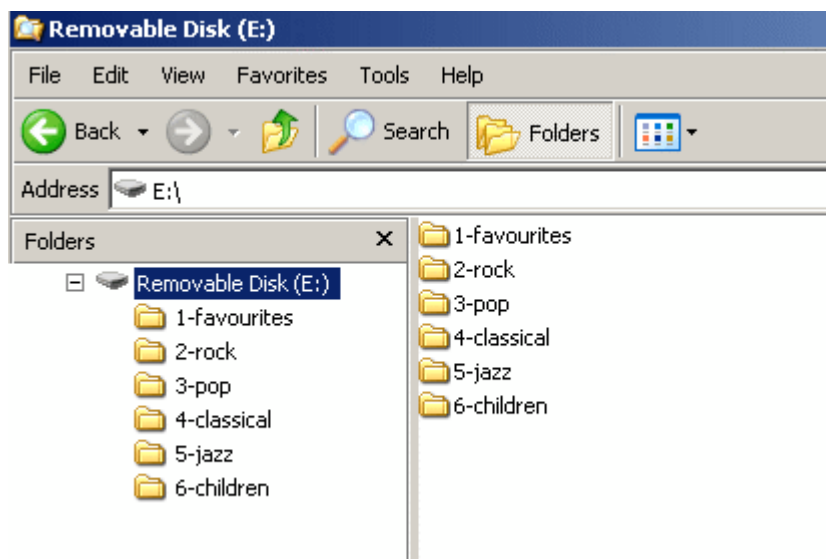 Removable Disk (E:)
File Edit View Favorites Tools Help
Back Search Folders
Address E:\
Folders
Removable Disk (E:)
1-favourites
2-rock
3-pop
4-classical
5-jazz
6-children
1-favourites
2-rock
3-pop
4-classical
5-jazz
6-children